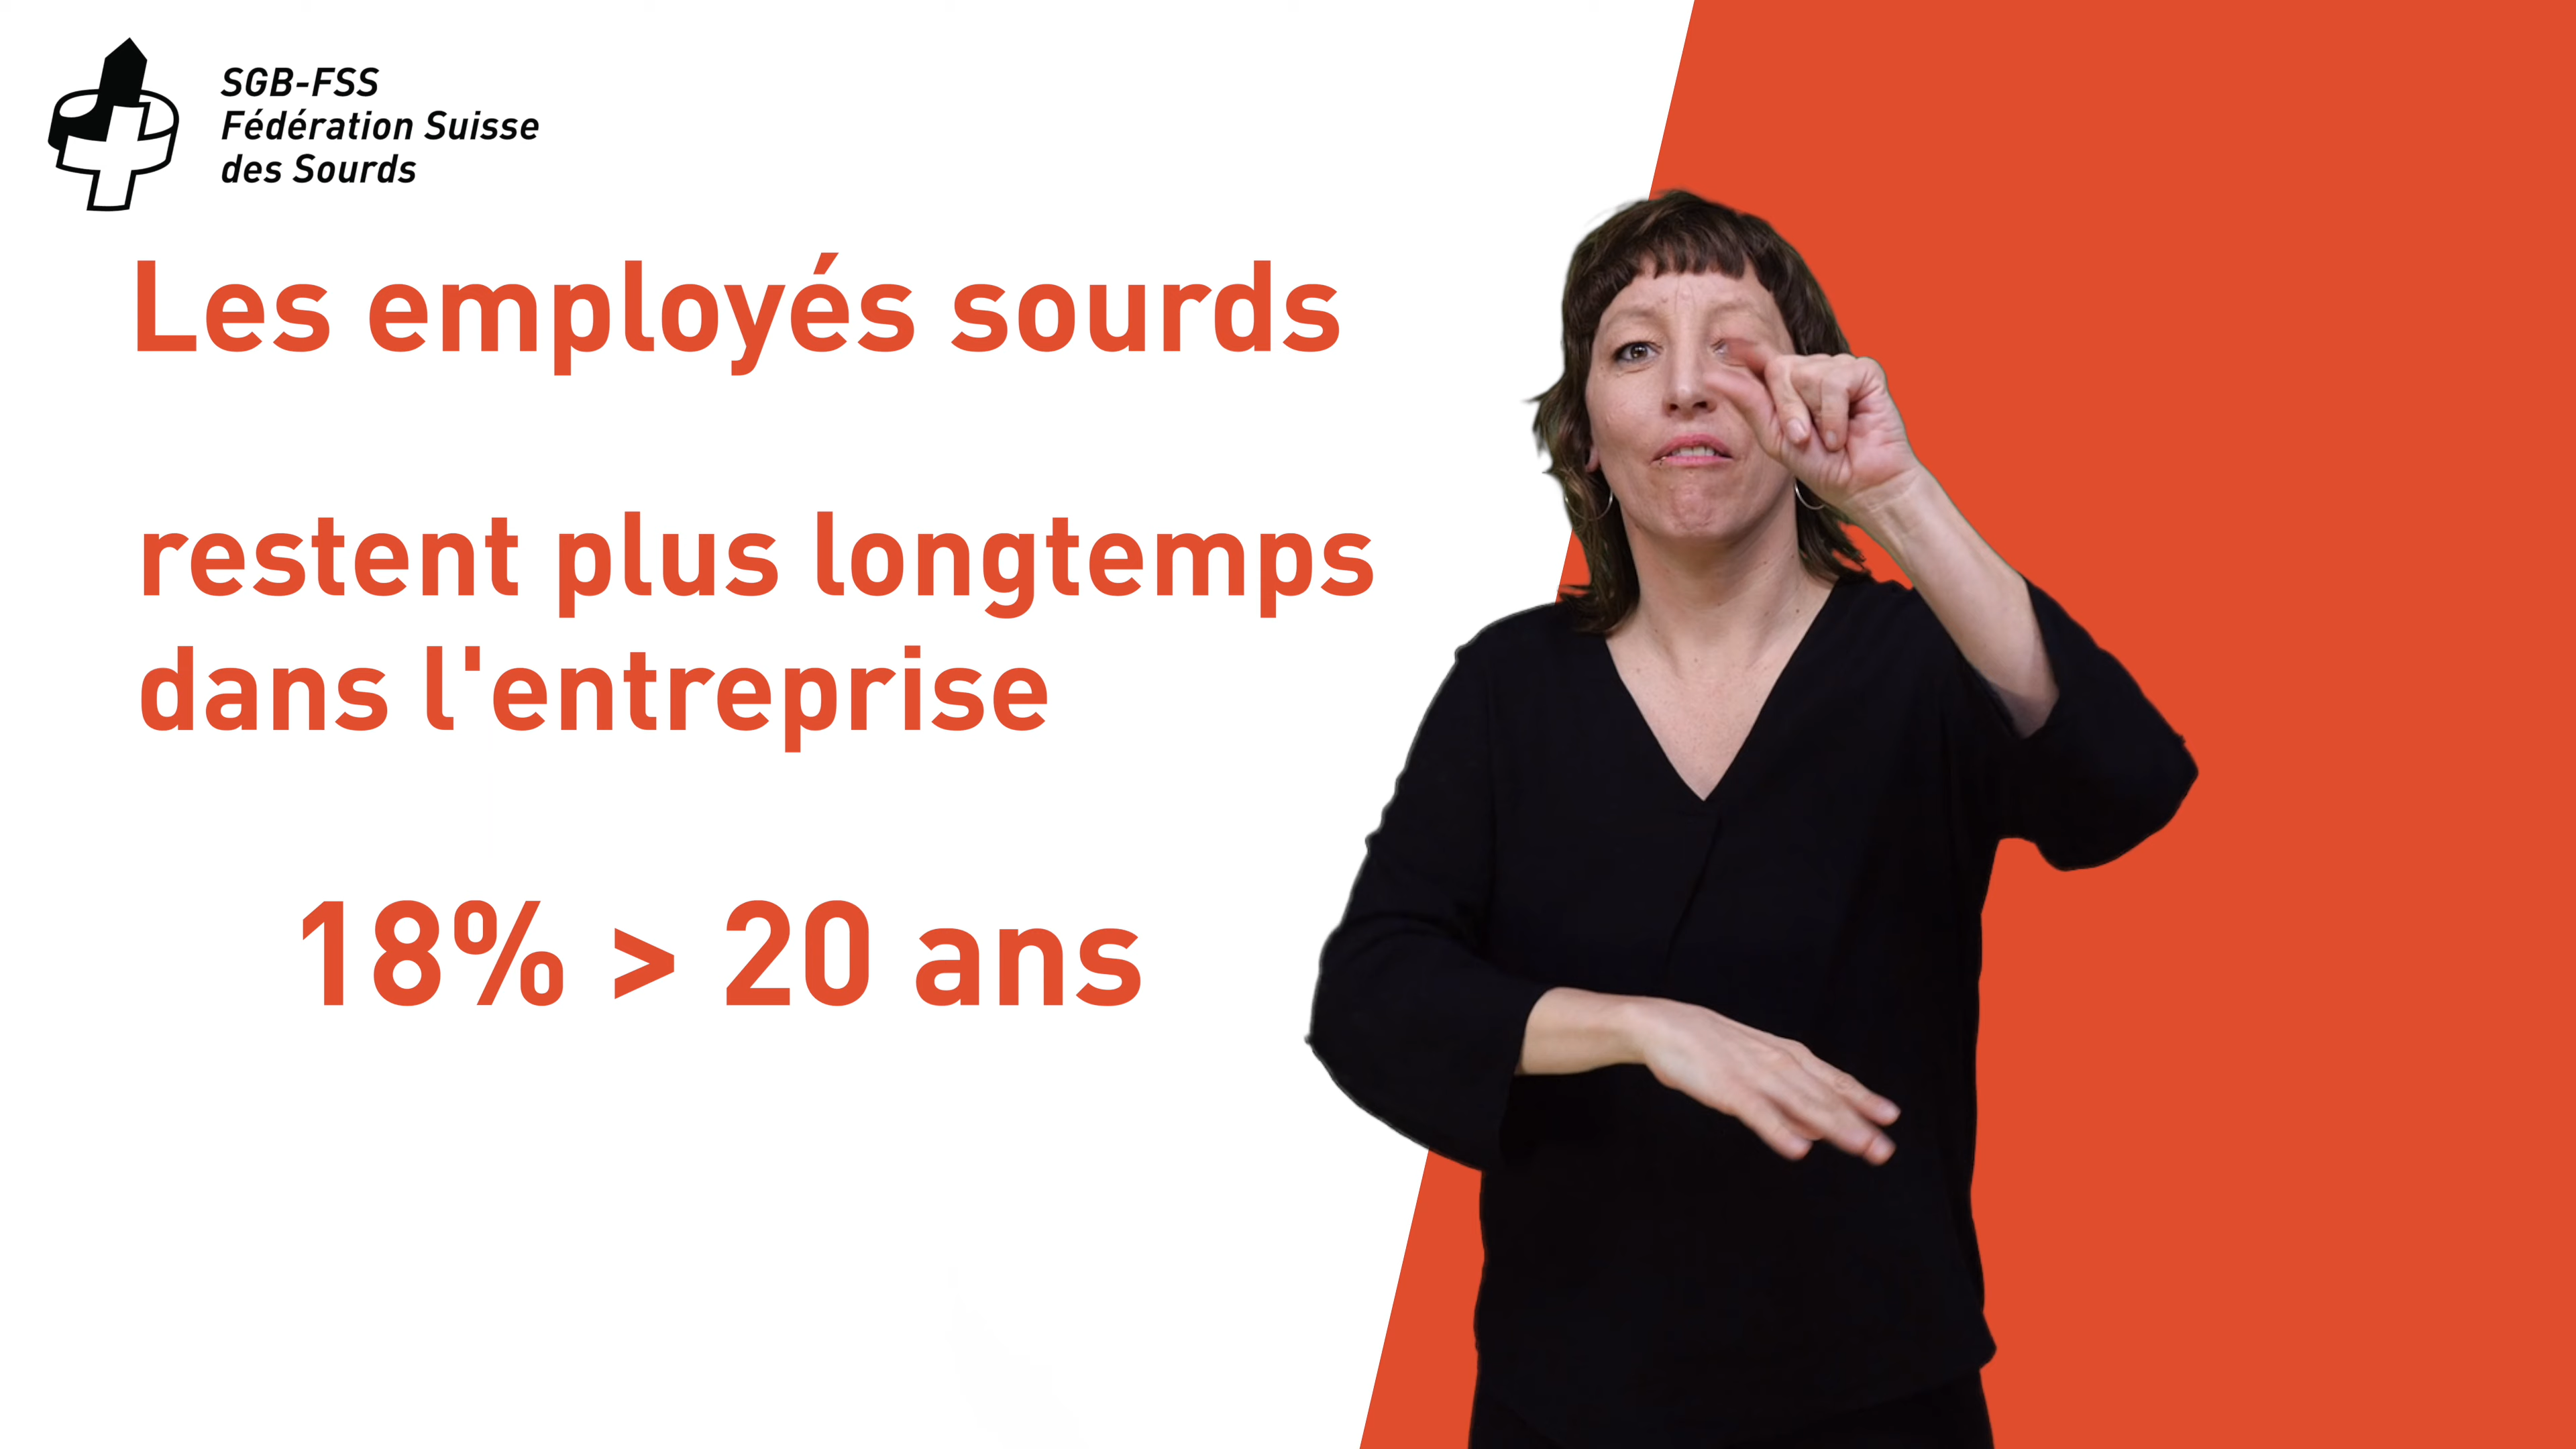 SGB-FSS
Fédération Suisse
des Sourds
Les employés sourds
restent plus longtemps
dans l'entreprise
18% > 20 ans